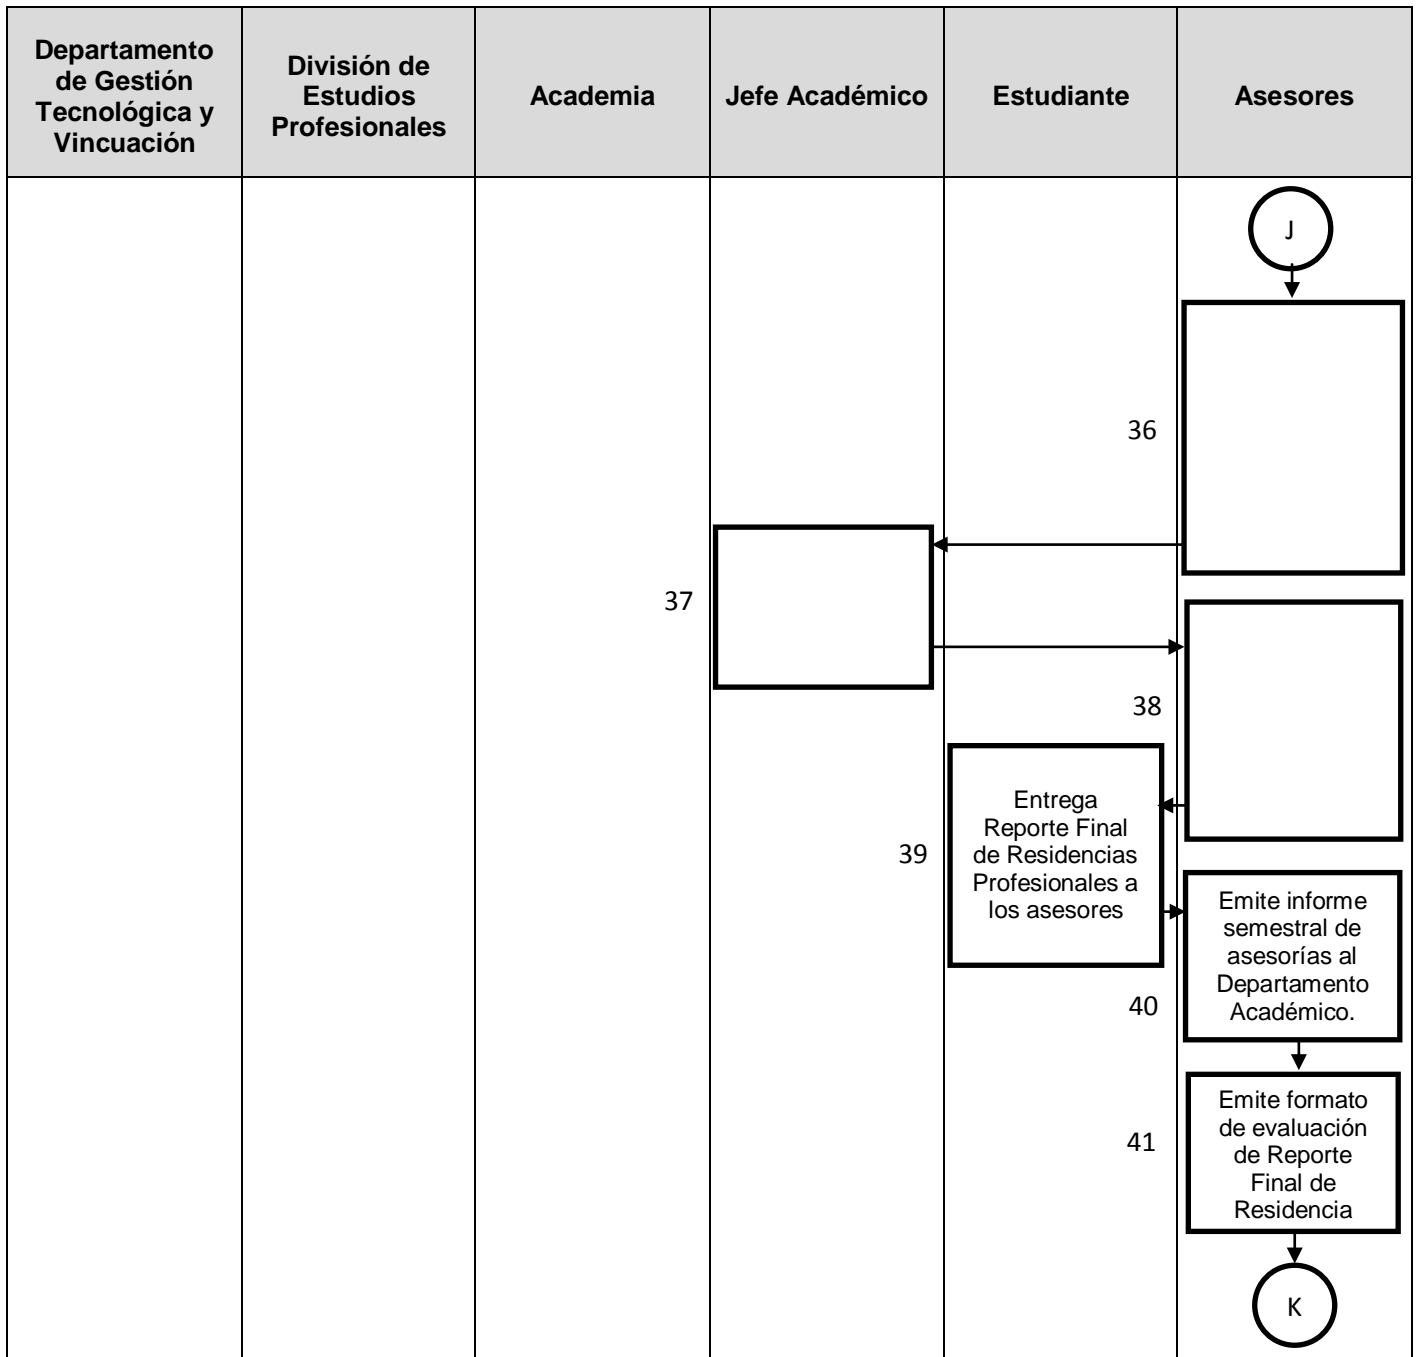 Departamento
de Gestión
Tecnológica y
Vincuación
División de
Estudios
Profesionales
Academia
Jefe Académico
Estudiante
Asesores
J
36
37
38
39
Entrega
Reporte Final
de Residencias
Profesionales a
los asesores
40
Emite informe
semestral de
asesorías al
Departamento
Académico.
41
Emite formato
de evaluación
de Reporte
Final de
Residencia
K